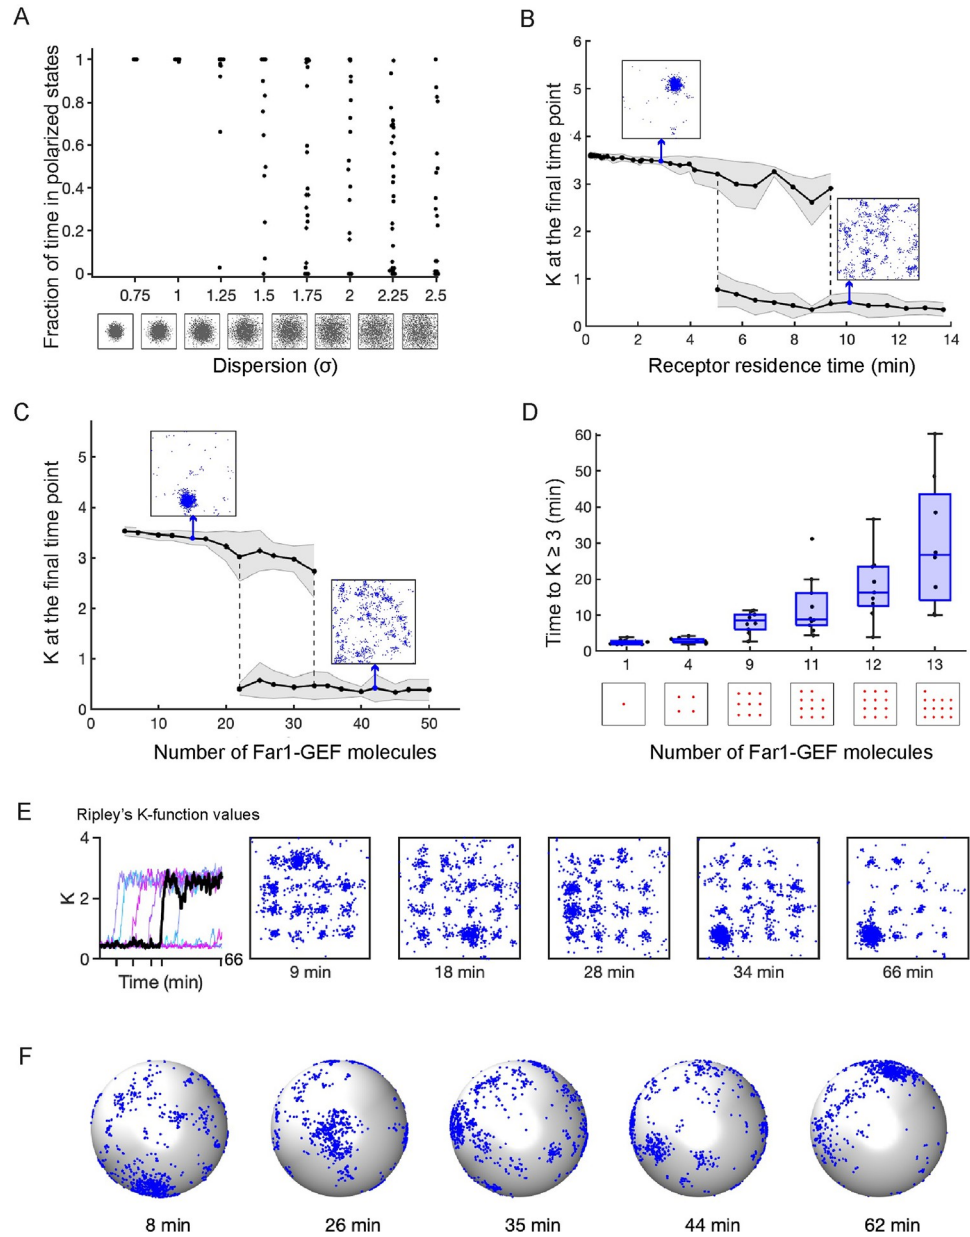 A
Fraction of time in polarized states
1
0.8
0.6
0.4
0.2
0
0.75 1 1.25 1.5 1.75 2 2.25 2.5
Dispersion (σ)
B
K at the final time point
6
5
4
3
2
1
0
0 2 4 6 8 10 12 14
Receptor residence time (min)
C
K at the final time point
5
4
3
2
1
0
0 10 20 30 40 50
Number of Far1-GEF molecules
D
Time to K ≥ 3 (min)
60
50
40
30
20
10
0
1 4 9 11 12 13
Number of Far1-GEF molecules
E
Ripley's K-function values
K
4
2
0
66
Time (min)
9 min 18 min 28 min 34 min 66 min
F
8 min 26 min 35 min 44 min 62 min